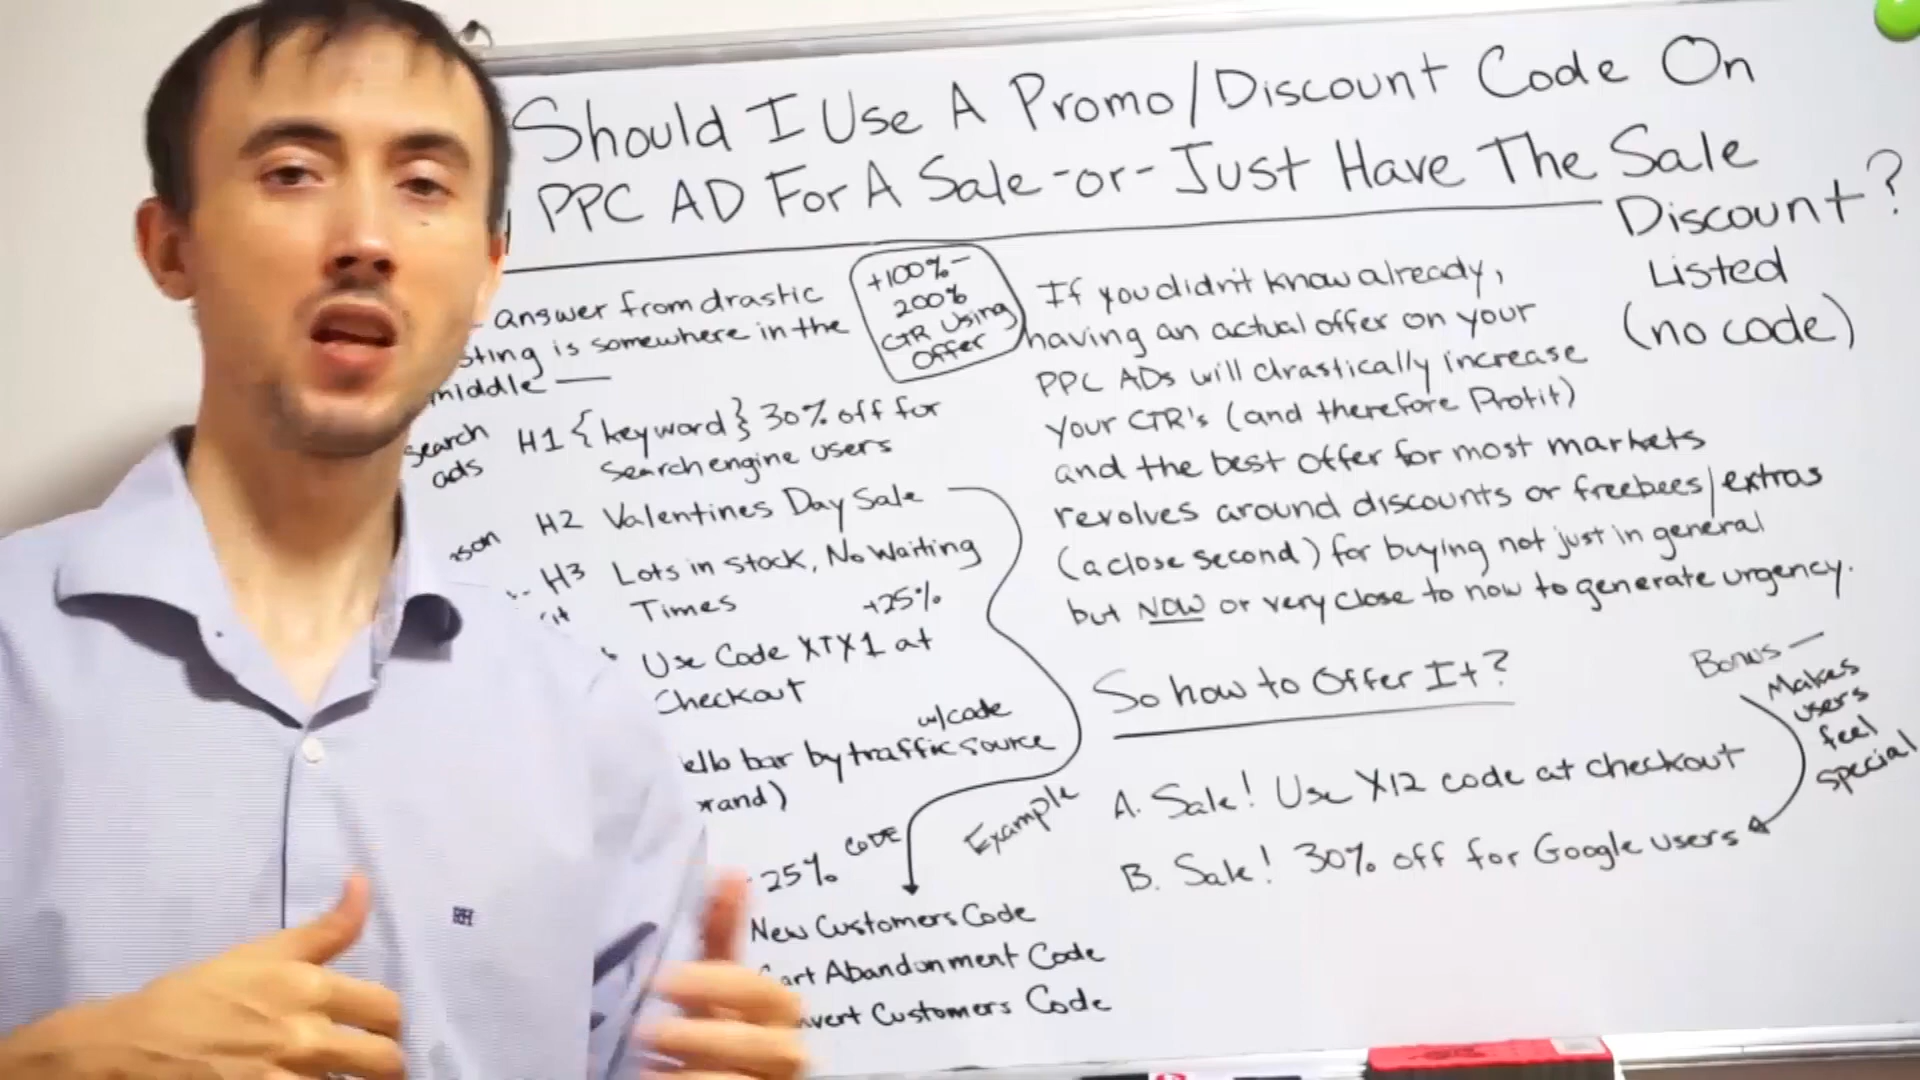 Should I Use A Promo/Discount Code On
PPC AD For A Sale -or- Just Have The Sale
Discount?
Listed
(no code)
answer from drastic
sting is somewhere in the
middle —
+100%-
200%
CTR Using
Offer
search
ads
H1 {keyword} 30% off for
Search engine users
H2 Valentines Day Sale
H3 Lots in stock, No Waiting
Times
+25%
Use Code XTX1 at
Checkout
w/code
ello bar by traffic source
rand)
25% CODE
Example
New Customers Code
art Abandonment Code
nvert Customers Code
If you didn't know already,
having an actual offer on your
PPC ADs will drastically increase
your CTR's (and therefore Profit)
and the best offer for most markets
revolves around discounts or freebees/extras
(a close second) for buying not just in general
but NOW or very close to now to generate urgency.
So how to Offer It?
A. Sale! Use X12 code at checkout
B. Sale! 30% off for Google users
Bonus —
Makes
users
feel
special
RH